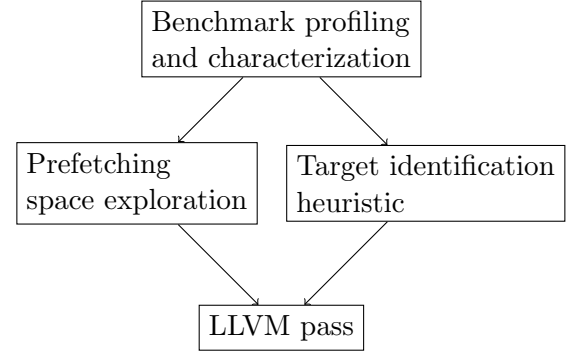 Benchmark profiling
and characterization
Prefetching
space exploration
Target identification
heuristic
LLVM pass